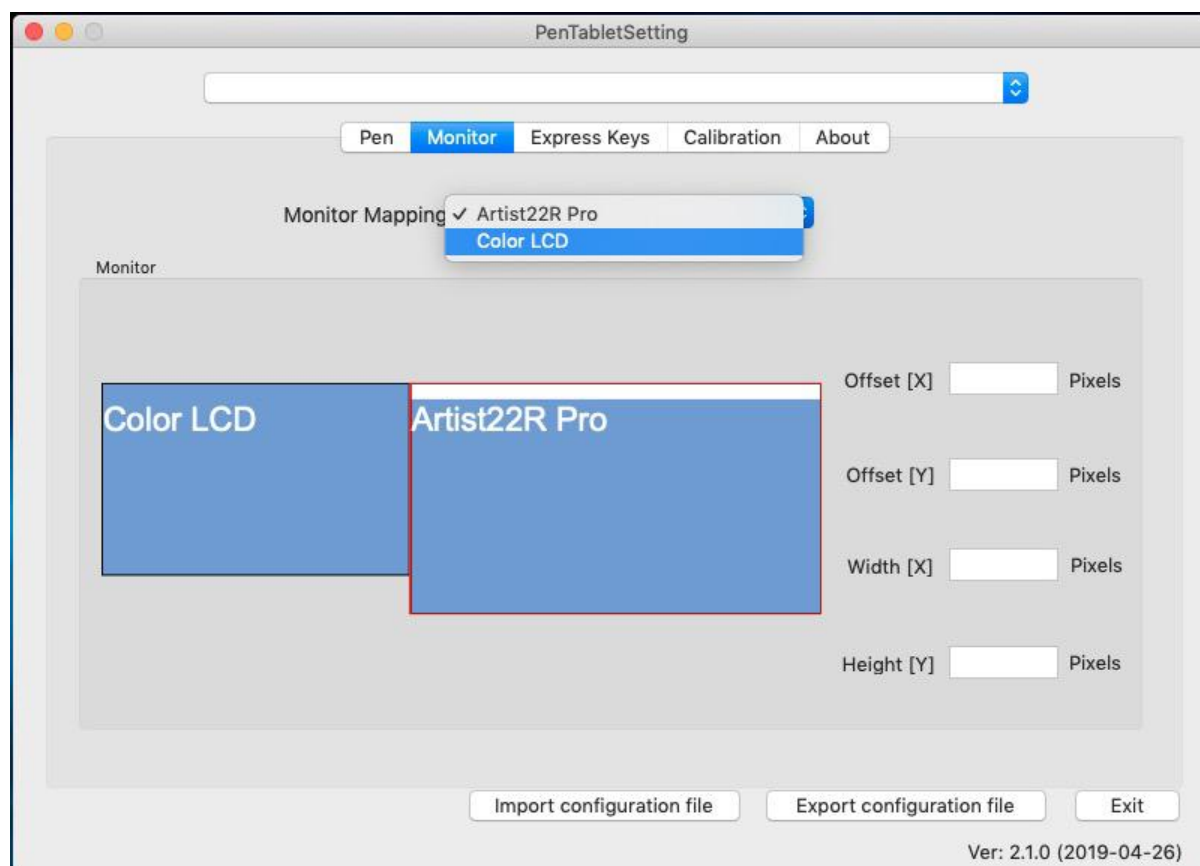 PenTabletSetting
Pen Monitor Express Keys Calibration About
Monitor Mapping ✓ Artist22R Pro
Color LCD
Monitor
Color LCD
Artist22R Pro
Offset [X] Pixels
Offset [Y] Pixels
Width [X] Pixels
Height [Y] Pixels
Import configuration file Export configuration file Exit
Ver: 2.1.0 (2019-04-26)